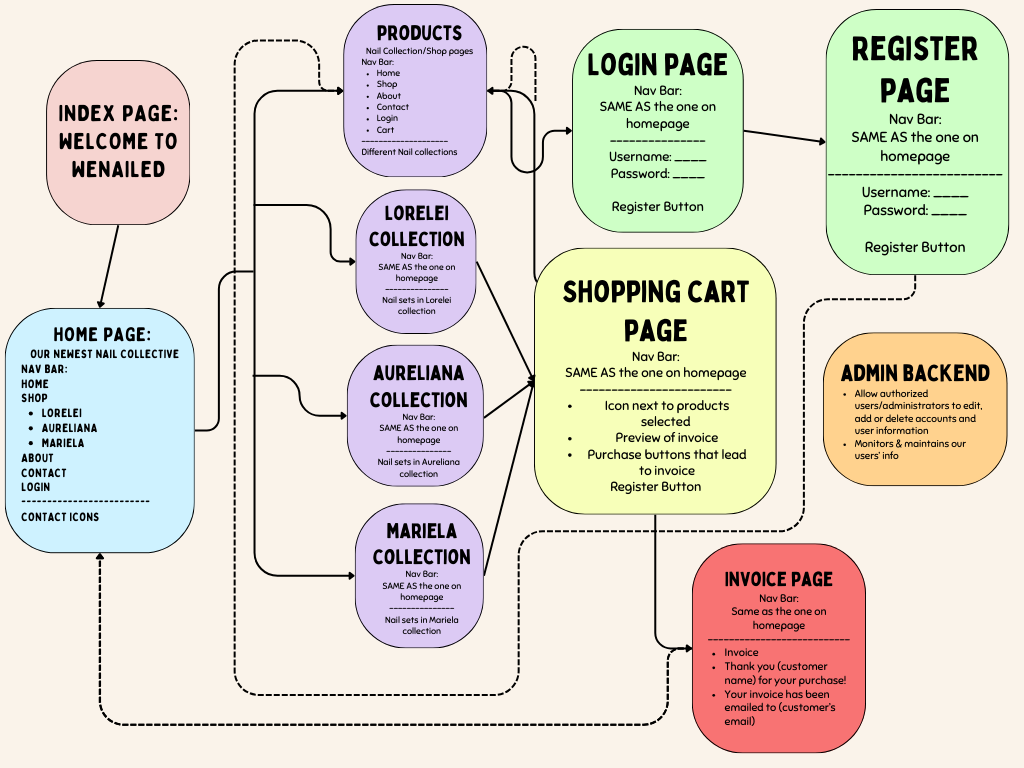 INDEX PAGE:
WELCOME TO
WENAILED
HOME PAGE:
OUR NEWEST NAIL COLLECTIVE
NAV BAR:
HOME
SHOP
• LORELEI
• AURELIANA
• MARIELA
ABOUT
CONTACT
LOGIN
--------------------------
CONTACT ICONS
PRODUCTS
Nail Collection/Shop pages
Nav Bar:
• Home
• Shop
• About
• Contact
• Login
• Cart
--------------------
Different Nail collections
LORELEI
COLLECTION
Nav Bar:
SAME AS the one on
homepage
---------------
Nail sets in Lorelei
collection
AURELIANA
COLLECTION
Nav Bar:
SAME AS the one on
homepage
---------------
Nail sets in Aureliana
collection
MARIELA
COLLECTION
Nav Bar:
SAME AS the one on
homepage
---------------
Nail sets in Mariela
collection
LOGIN PAGE
Nav Bar:
SAME AS the one on
homepage
---------------
Username: ____
Password: ____
Register Button
REGISTER
PAGE
Nav Bar:
SAME AS the one on
homepage
--------------------------
Username: ____
Password: ____
Register Button
SHOPPING CART
PAGE
Nav Bar:
SAME AS the one on homepage
------------------------
• Icon next to products
selected
• Preview of invoice
• Purchase buttons that lead
to invoice
Register Button
ADMIN BACKEND
• Allow authorized
users/administrators to edit,
add or delete accounts and
user information
• Monitors & maintains our
users' info
INVOICE PAGE
Nav Bar:
Same as the one on
homepage
--------------------------
• Invoice
• Thank you (customer
name) for your purchase!
• Your invoice has been
emailed to (customer's
email)